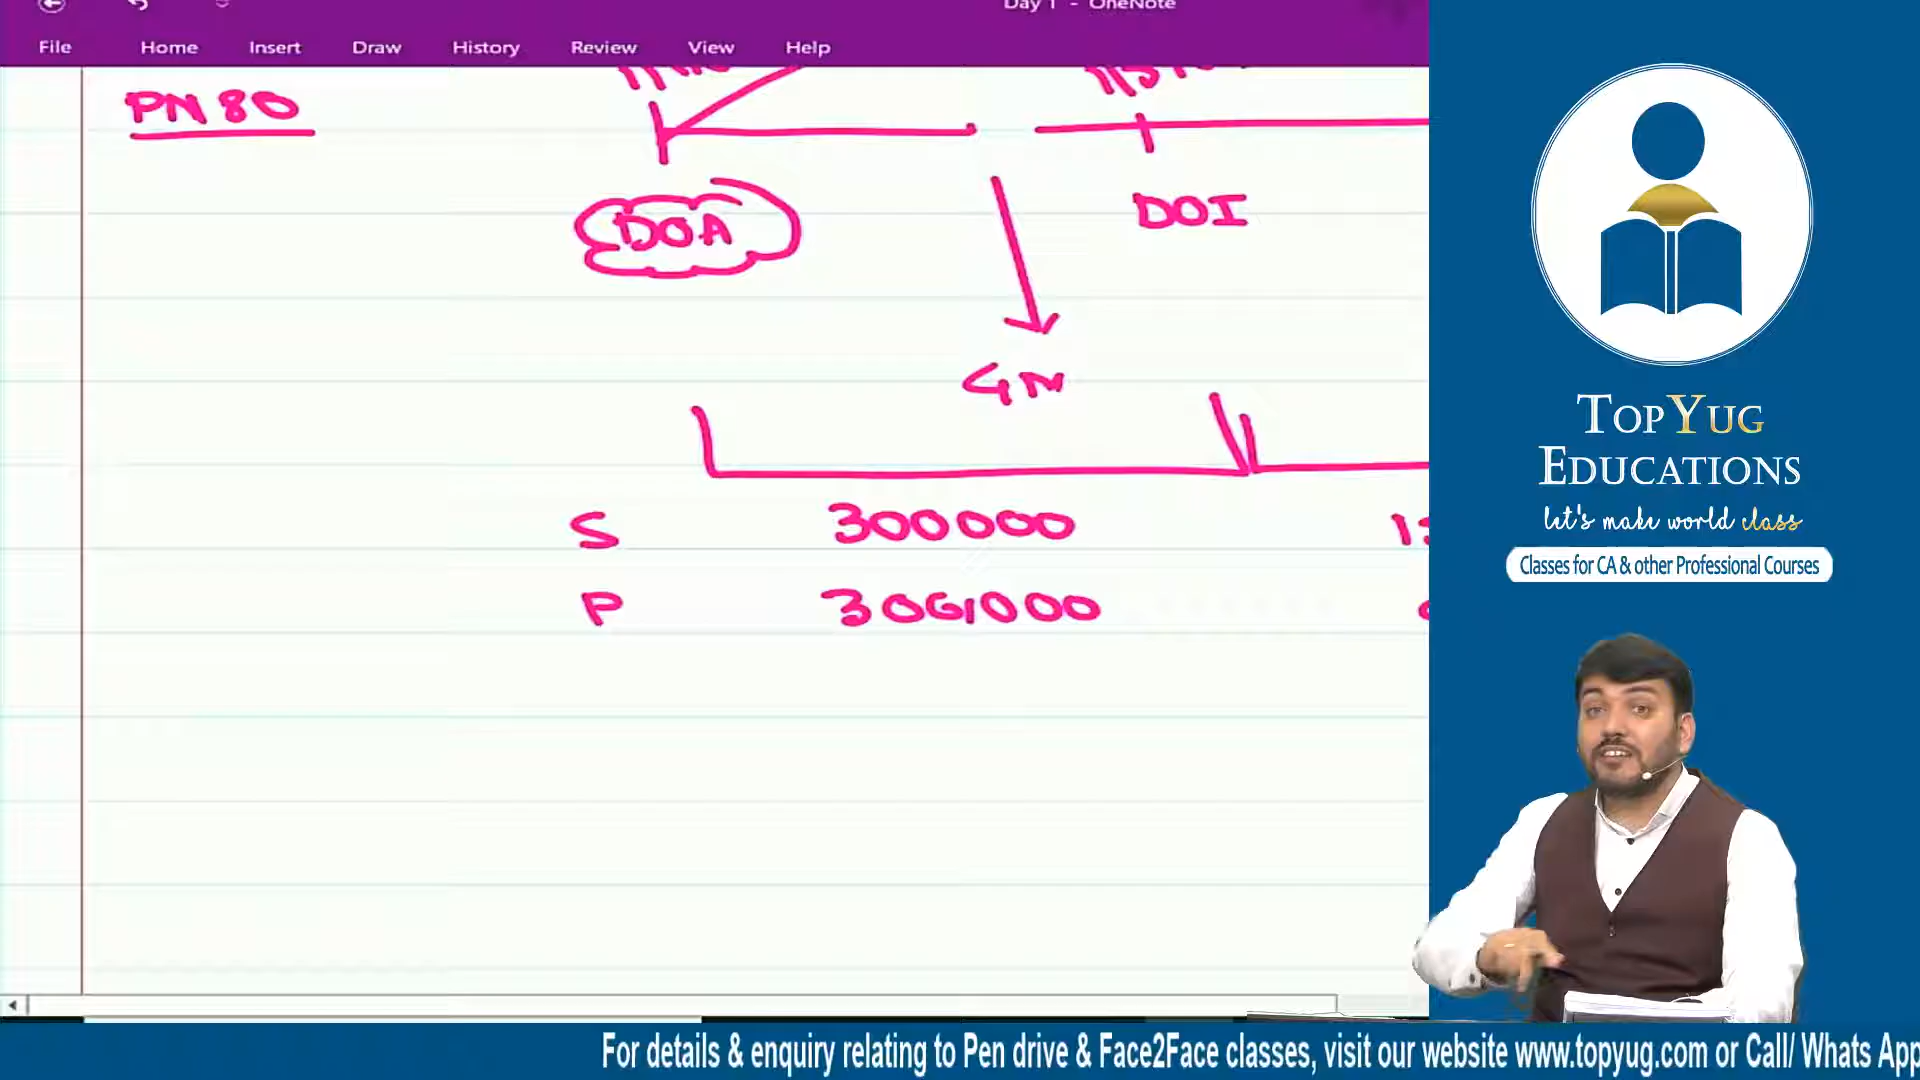 Day 1 - OneNote
File Home Insert Draw History Review View Help
PN 80
DOA
DOI
4M
S 300000
P 306,000
TOPYUG
EDUCATIONS
let's make world class
Classes for CA & other Professional Courses
For details & enquiry relating to Pen drive & Face2Face classes, visit our website www.topyug.com or Call/ Whats App